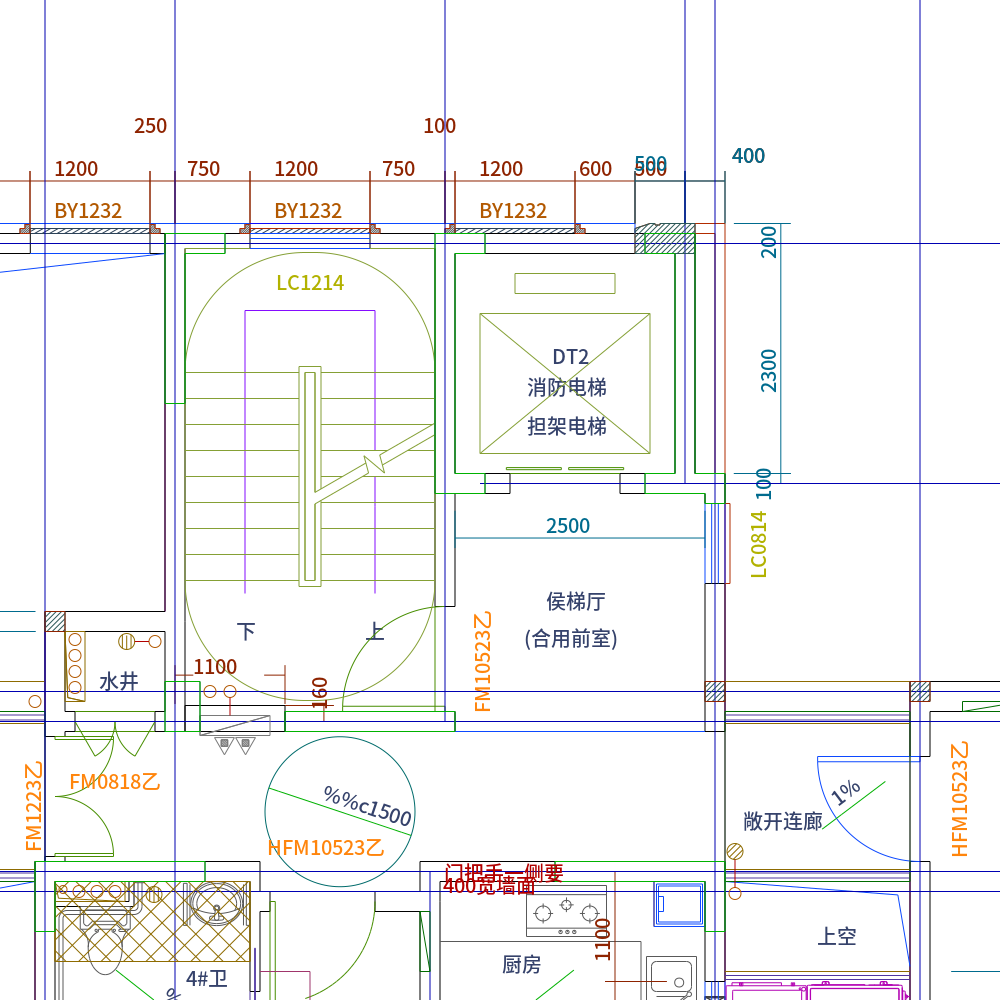 250
100
1200
750
1200
750
1200
600
500
500
400
BY1232
BY1232
BY1232
200
LC1214
DT2
消防电梯
担架电梯
2300
100
2500
LC0814
侯梯厅
(合用前室)
下
上
FM10523乙
水井
1100
160
FM1223乙
FM0818乙
%%c1500
HFM10523乙
1%
敞开连廊
HFM10523乙
门把手一侧要
400宽墙面
1100
厨房
上空
4#卫
%